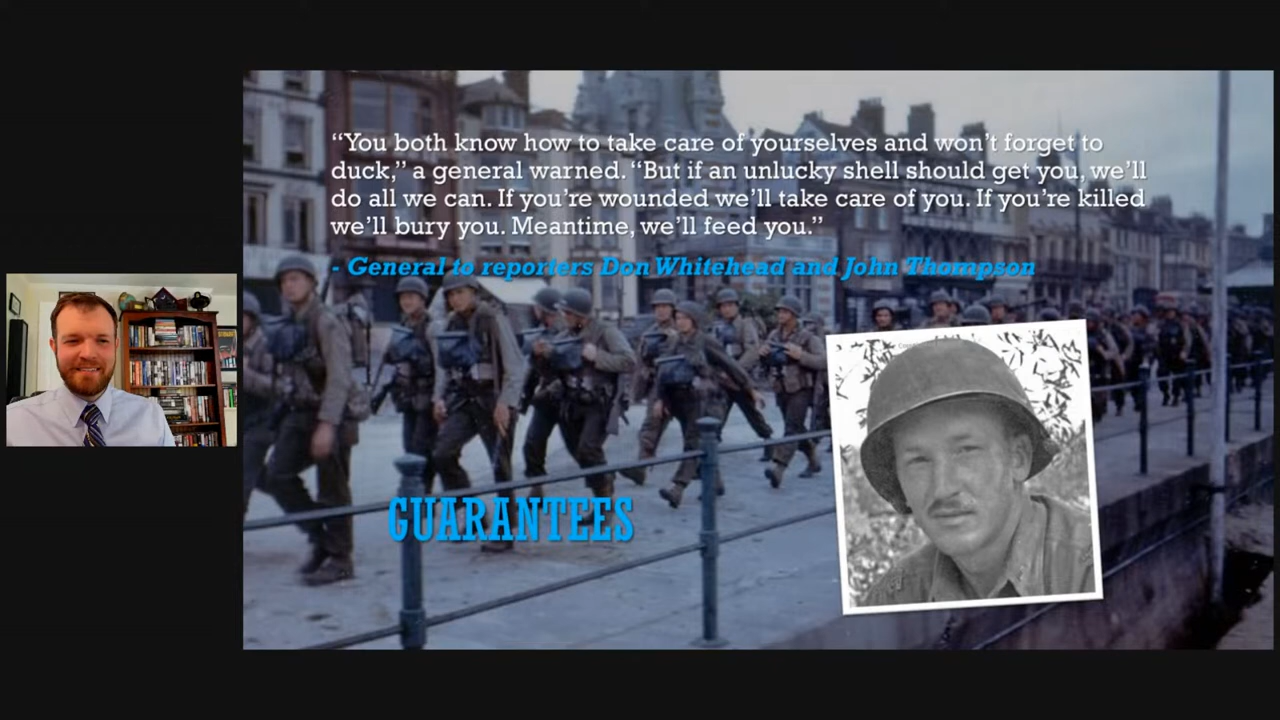 “You both know how to take care of yourselves and won’t forget to
duck,” a general warned. “But if an unlucky shell should get you, we’ll
do all we can. If you’re wounded we’ll take care of you. If you’re killed
we’ll bury you. Meantime, we’ll feed you.”
- General to reporters Don Whitehead and John Thompson
GUARANTEES